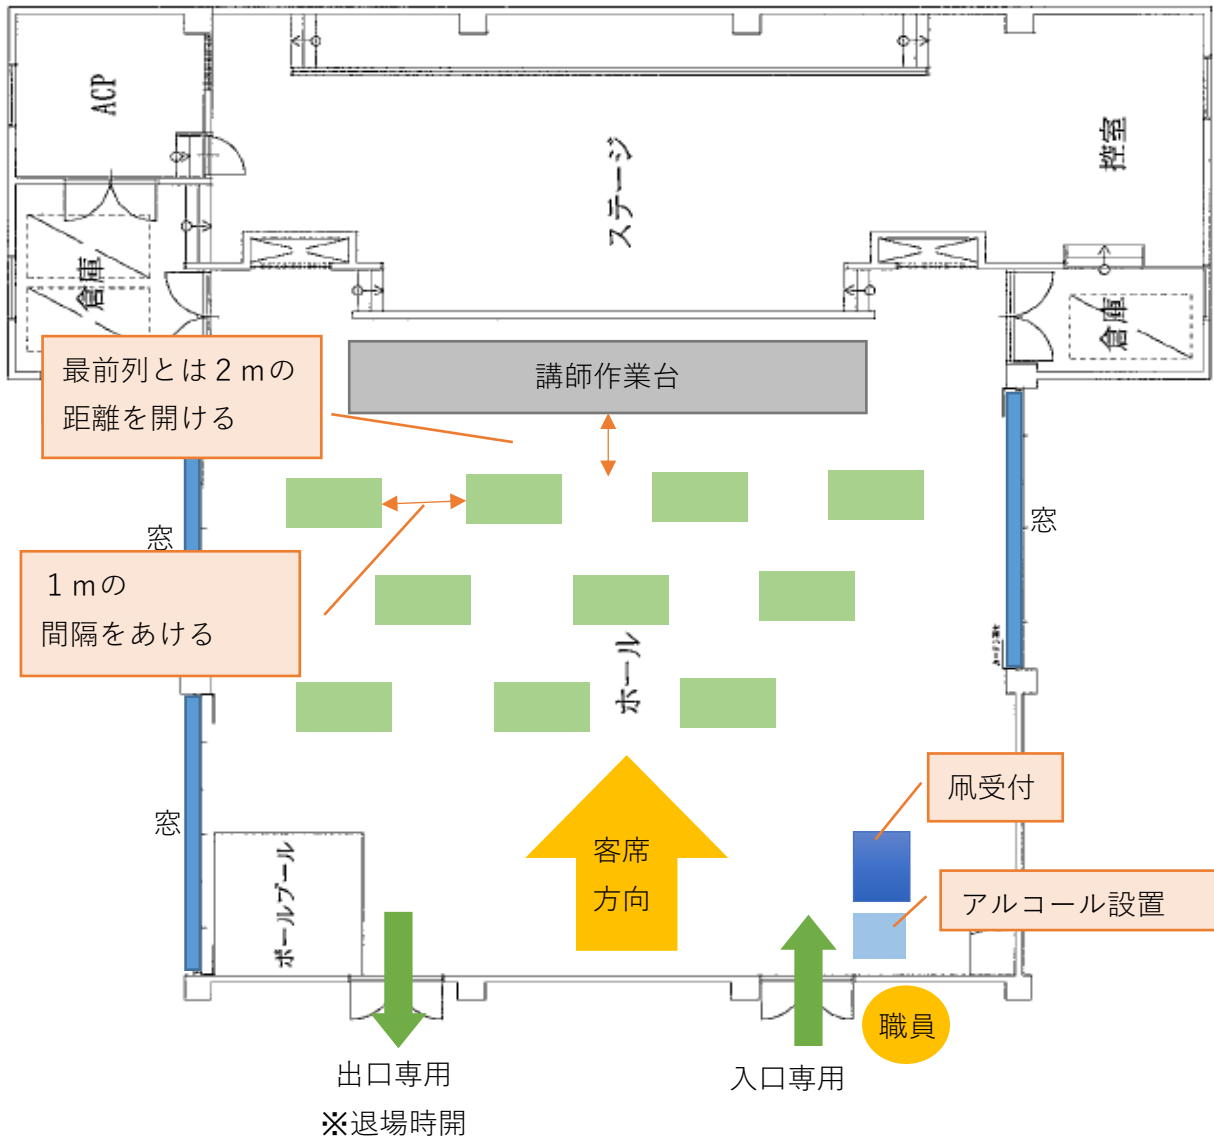 ACP
ステージ
控室
倉庫
倉庫
最前列とは２ｍの
距離を開ける
講師作業台
窓
窓
１ｍの
間隔をあける
ホール
凧受付
窓
客席
方向
ボールプール
アルコール設置
職員
出口専用
入口専用
※退場時開